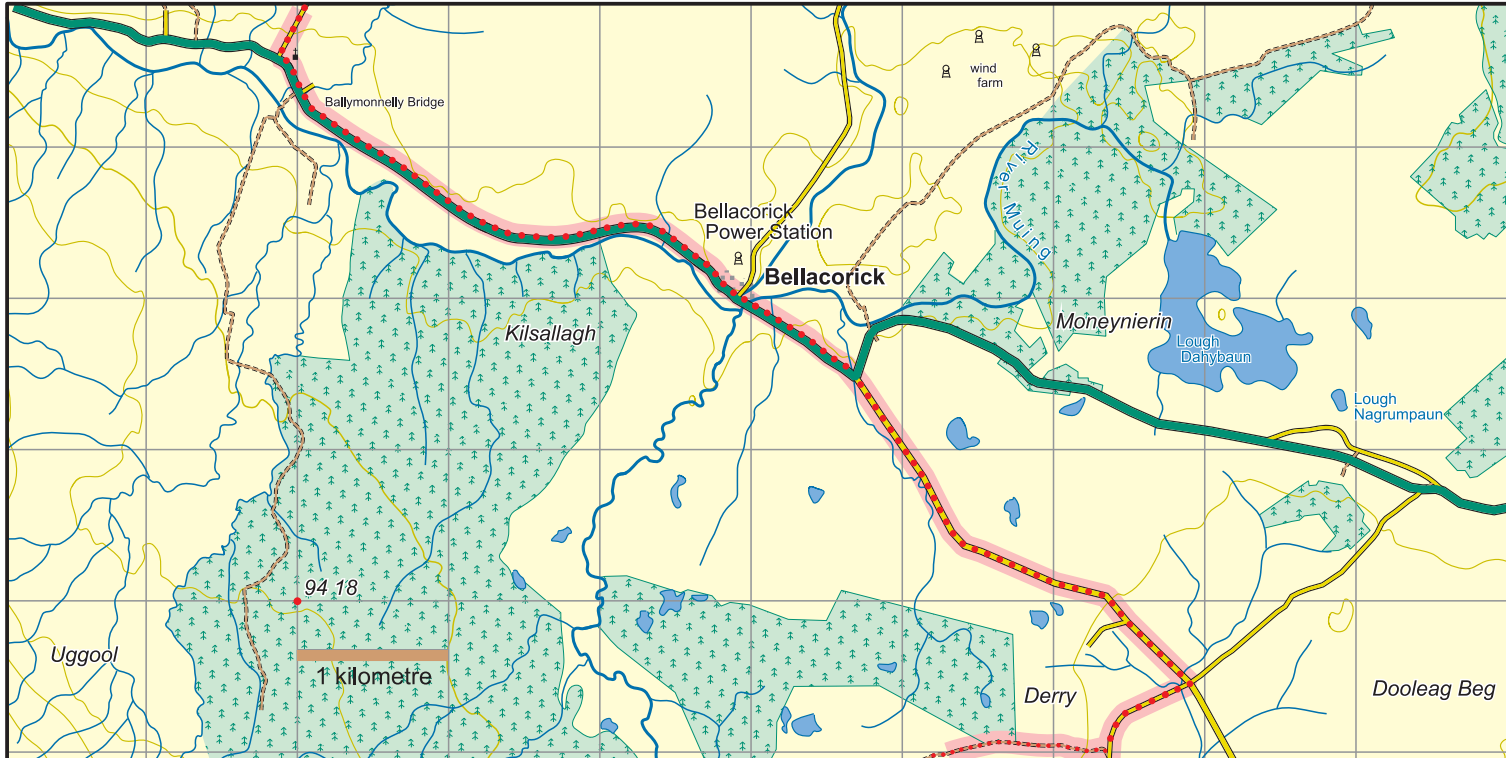 Ballymonnelly Bridge
wind
farm
River Muing
Bellacorick
Power Station
Bellacorick
Kilsallagh
Moneynierin
Lough
Dahybaun
Lough
Nagrumpaun
94 18
Uggool
1 kilometre
Derry
Dooleag Beg